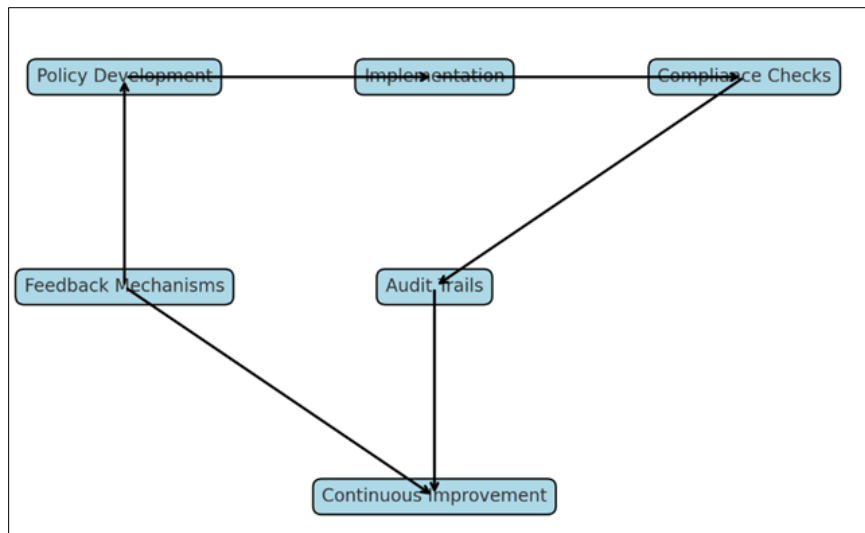 Policy Development
Implementation
Compliance Checks
Feedback Mechanisms
Audit Trails
Continuous Improvement